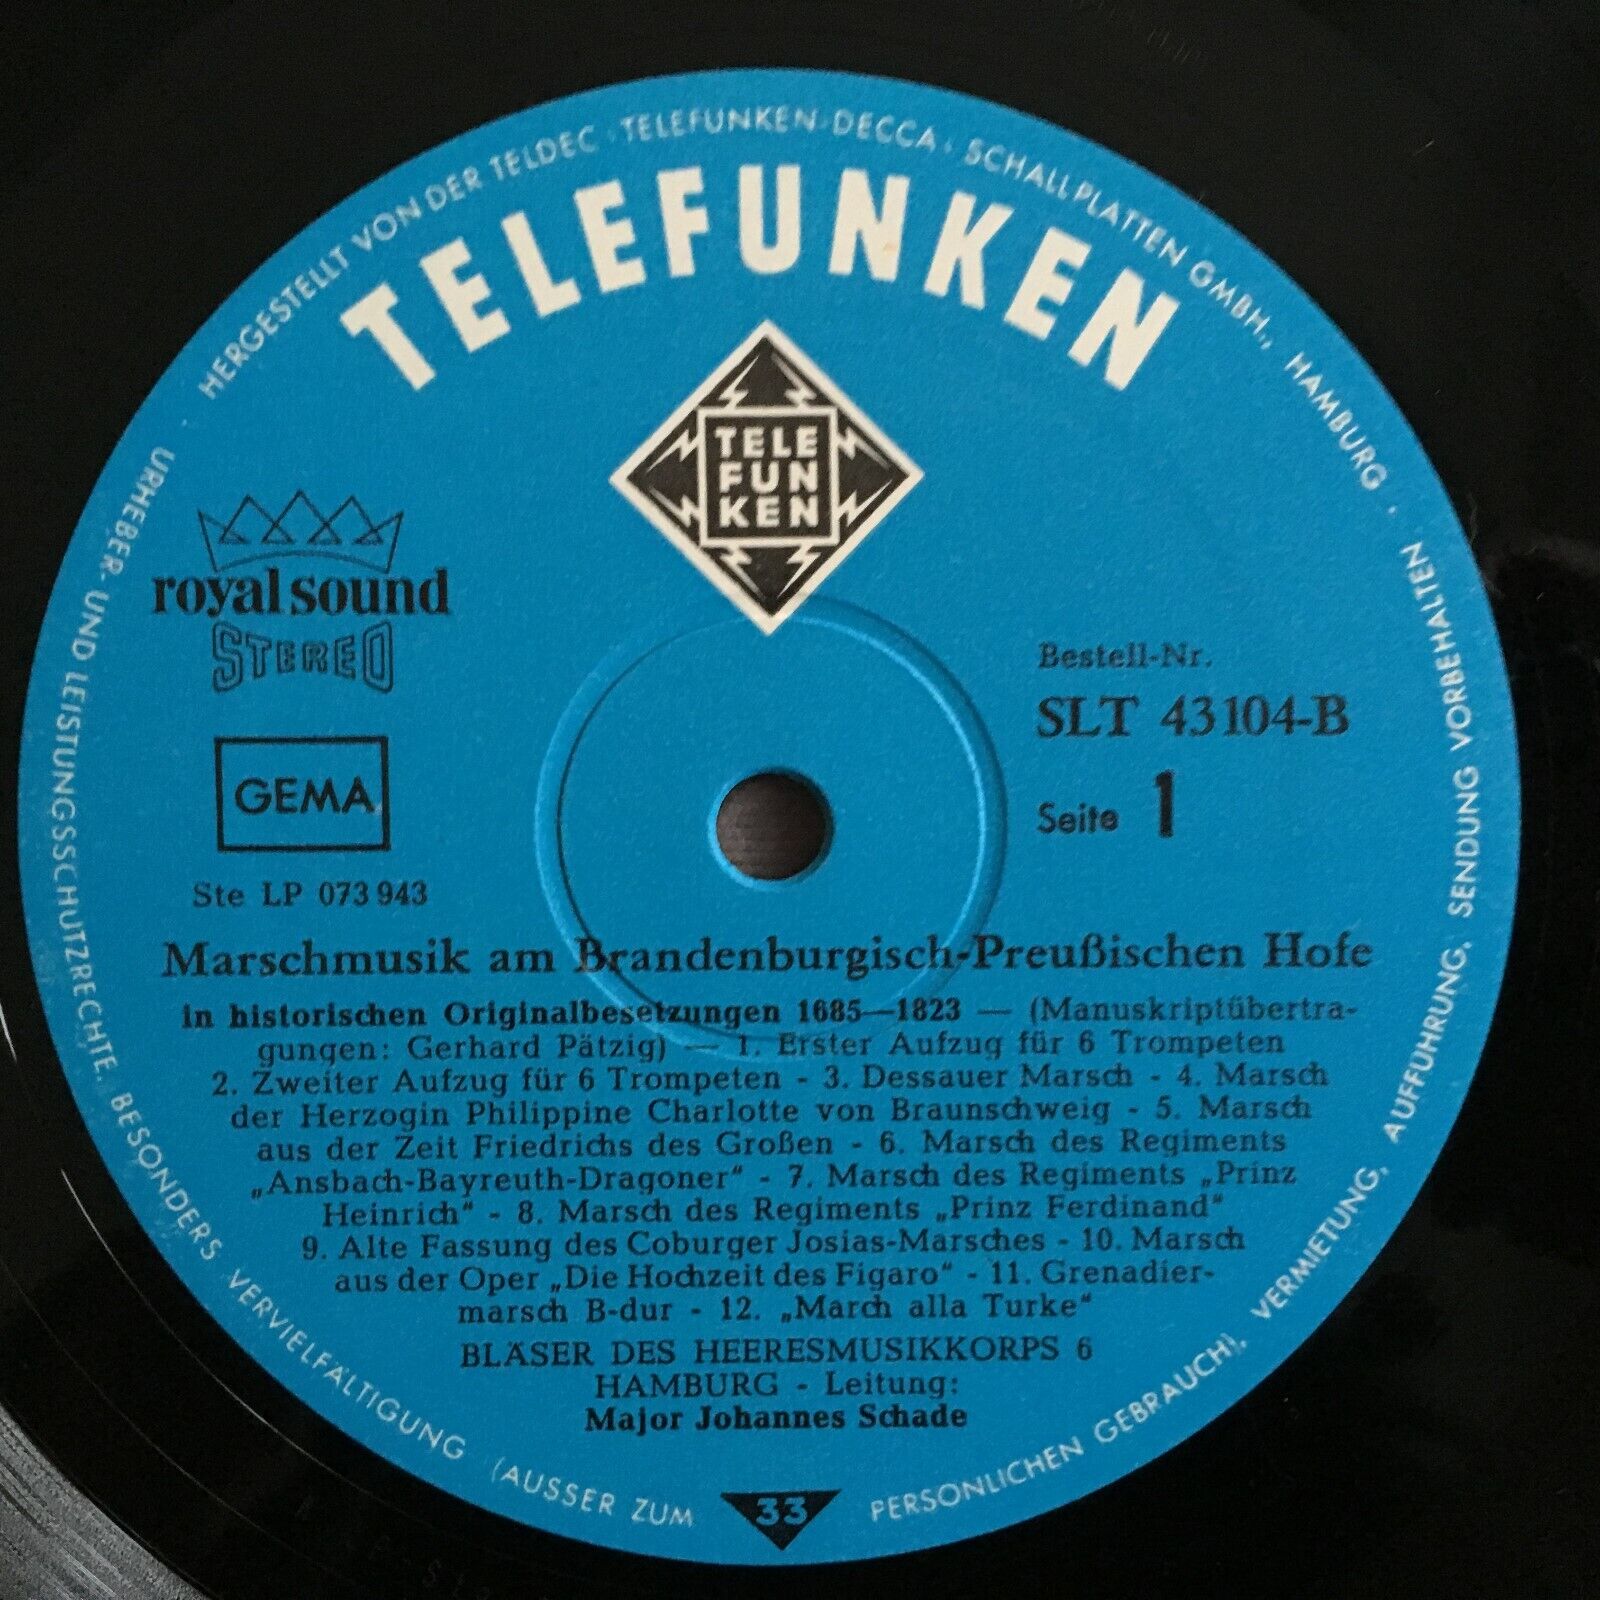 HERGESTELLT VON DER TELDEC · TELEFUNKEN-DECCA · SCHALLPLATTEN GMBH., HAMBURG ·
TELEFUNKEN
TELE
FUN
KEN
royal sound
STEREO
GEMA
Ste LP 073 943
Bestell-Nr.
SLT 43104-B
Seite 1
Marschmusik am Brandenburgisch-Preußischen Hofe
in historischen Originalbesetzungen 1685—1823 — (Manuskriptübertra-
gungen: Gerhard Pätzig) — 1. Erster Aufzug für 6 Trompeten
2. Zweiter Aufzug für 6 Trompeten - 3. Dessauer Marsch - 4. Marsch
der Herzogin Philippine Charlotte von Braunschweig - 5. Marsch
aus der Zeit Friedrichs des Großen - 6. Marsch des Regiments
„Ansbach-Bayreuth-Dragoner“ - 7. Marsch des Regiments „Prinz
Heinrich“ - 8. Marsch des Regiments „Prinz Ferdinand“
9. Alte Fassung des Coburger Josias-Marsches - 10. Marsch
aus der Oper „Die Hochzeit des Figaro“ - 11. Grenadier-
marsch B-dur - 12. „March alla Turke“
BLÄSER DES HEERESMUSIKKORPS 6
HAMBURG - Leitung:
Major Johannes Schade
URHEBER- UND LEISTUNGSSCHUTZRECHTE, BESONDERS VERVIELFÄLTIGUNG (AUSSER ZUM PERSÖNLICHEN GEBRAUCH), VERMIETUNG, AUFFÜHRUNG, SENDUNG VORBEHALTEN
33